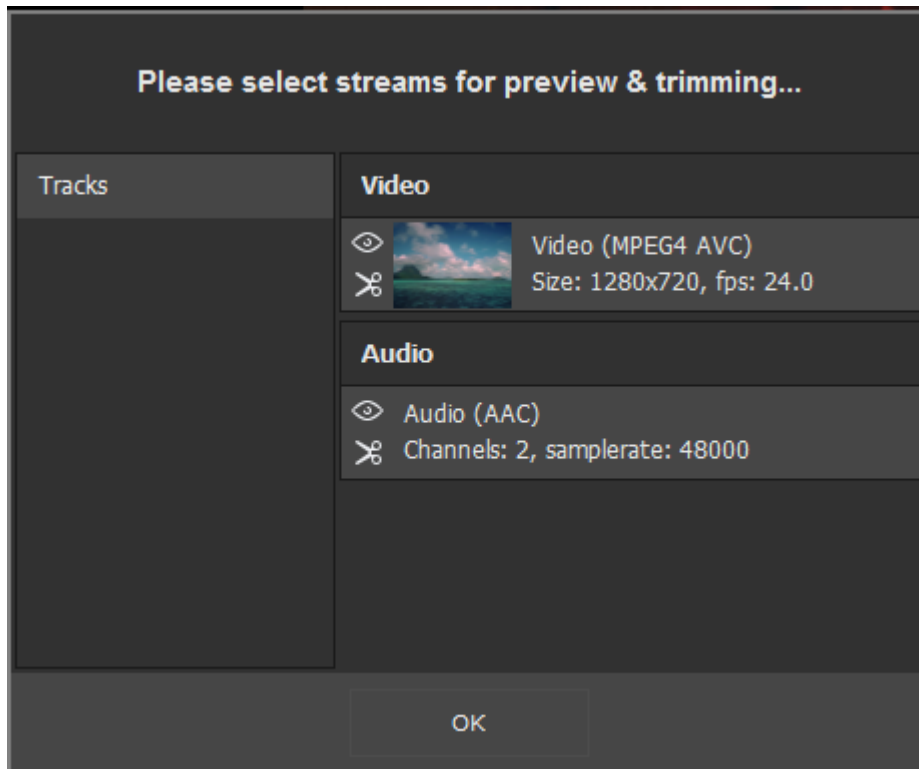 Please select streams for preview & trimming...
Tracks
Video
Video (MPEG4 AVC)
Size: 1280x720, fps: 24.0
Audio
Audio (AAC)
Channels: 2, samplerate: 48000
OK